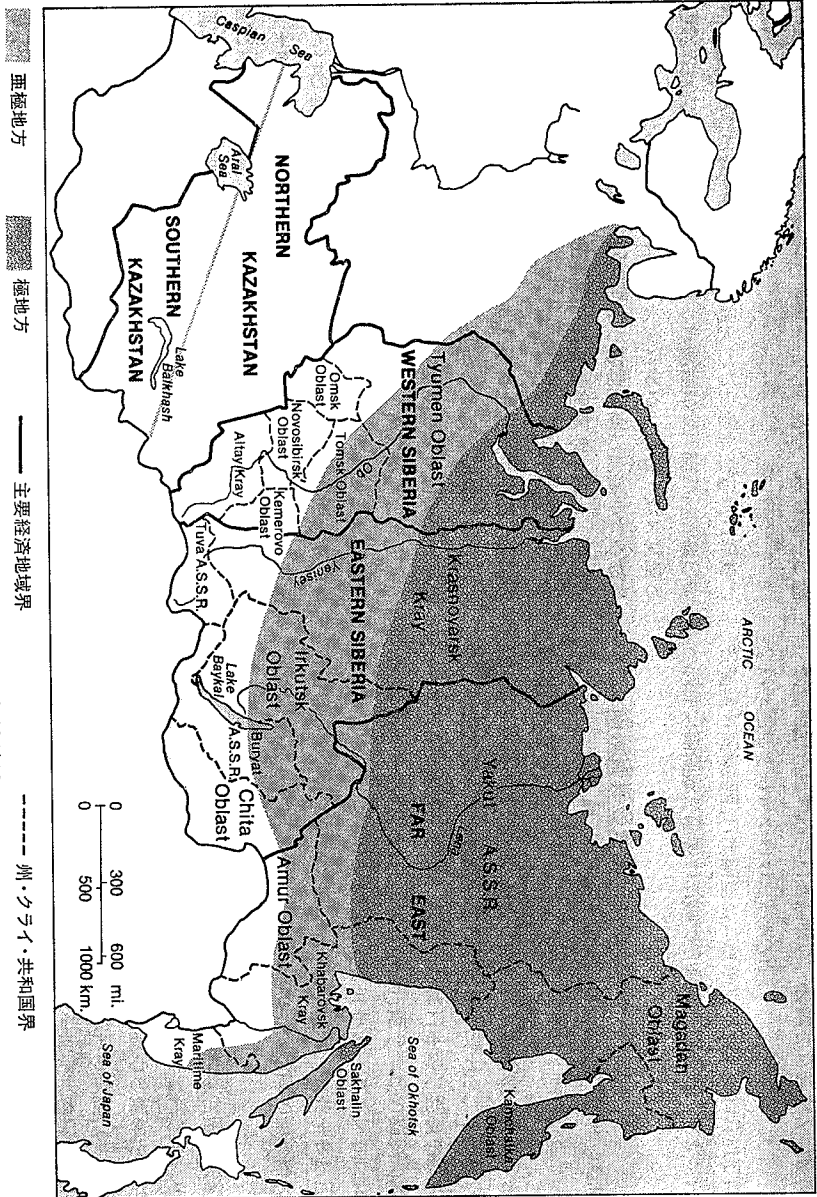 ARCTIC OCEAN
Caspian Sea
Aral Sea
NORTHERN KAZAKHSTAN
SOUTHERN KAZAKHSTAN
Lake Balkhash
Tyumen Oblast
WESTERN SIBERIA
Omsk Oblast
Novosibirsk Oblast
Tomsk Oblast
Ob
Altay Kray
Kemerovo Oblast
Tuva A.S.S.R.
Yenisey
EASTERN SIBERIA
Krasnoyarsk Kray
Irkutsk Oblast
Lake Baykal
Buryat A.S.S.R.
Chita Oblast
Yakut A.S.S.R.
FAR EAST
Amur Oblast
Khabarovsk Kray
Maritime Kray
Sakhalin Oblast
Magadan Oblast
Kamchatka Oblast
Sea of Okhotsk
Sea of Japan
0 300 600 mi.
0 500 1000 km.
亜極地方
極地方
主要経済地域界
州・クライ・共和国界